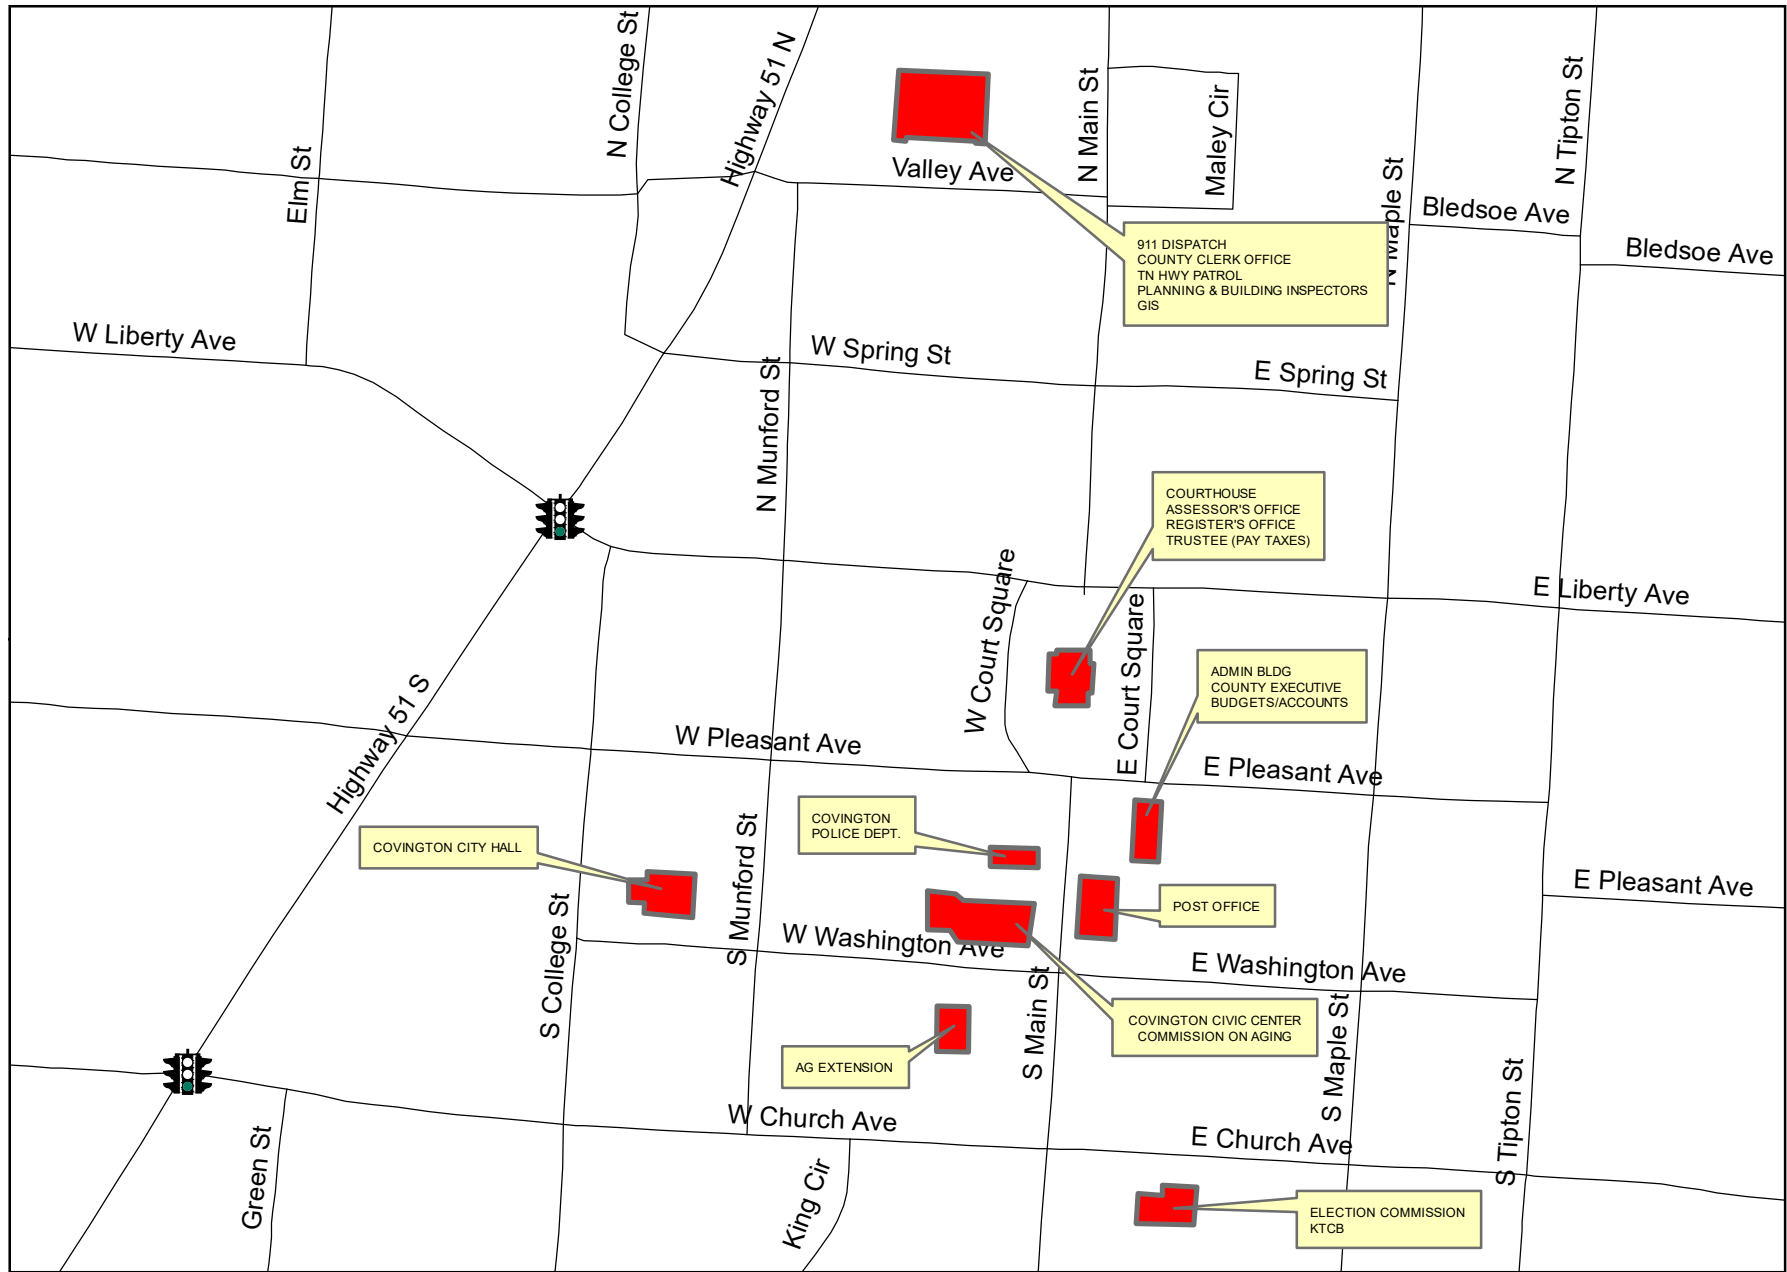 N College St
Highway 51 N
N Main St
Maley Cir
N Tipton St
Elm St
Valley Ave
N Maple St
Bledsoe Ave
Bledsoe Ave
911 DISPATCH
COUNTY CLERK OFFICE
TN HWY PATROL
PLANNING & BUILDING INSPECTORS
GIS
W Liberty Ave
W Spring St
E Spring St
N Munford St
COURTHOUSE
ASSESSOR'S OFFICE
REGISTER'S OFFICE
TRUSTEE (PAY TAXES)
W Court Square
E Court Square
E Liberty Ave
ADMIN BLDG
COUNTY EXECUTIVE
BUDGETS/ACCOUNTS
Highway 51 S
W Pleasant Ave
E Pleasant Ave
COVINGTON
POLICE DEPT.
COVINGTON CITY HALL
S Munford St
E Pleasant Ave
POST OFFICE
S College St
W Washington Ave
E Washington Ave
S Main St
S Maple St
COVINGTON CIVIC CENTER
COMMISSION ON AGING
AG EXTENSION
S Tipton St
W Church Ave
E Church Ave
Green St
King Cir
ELECTION COMMISSION
KTCB